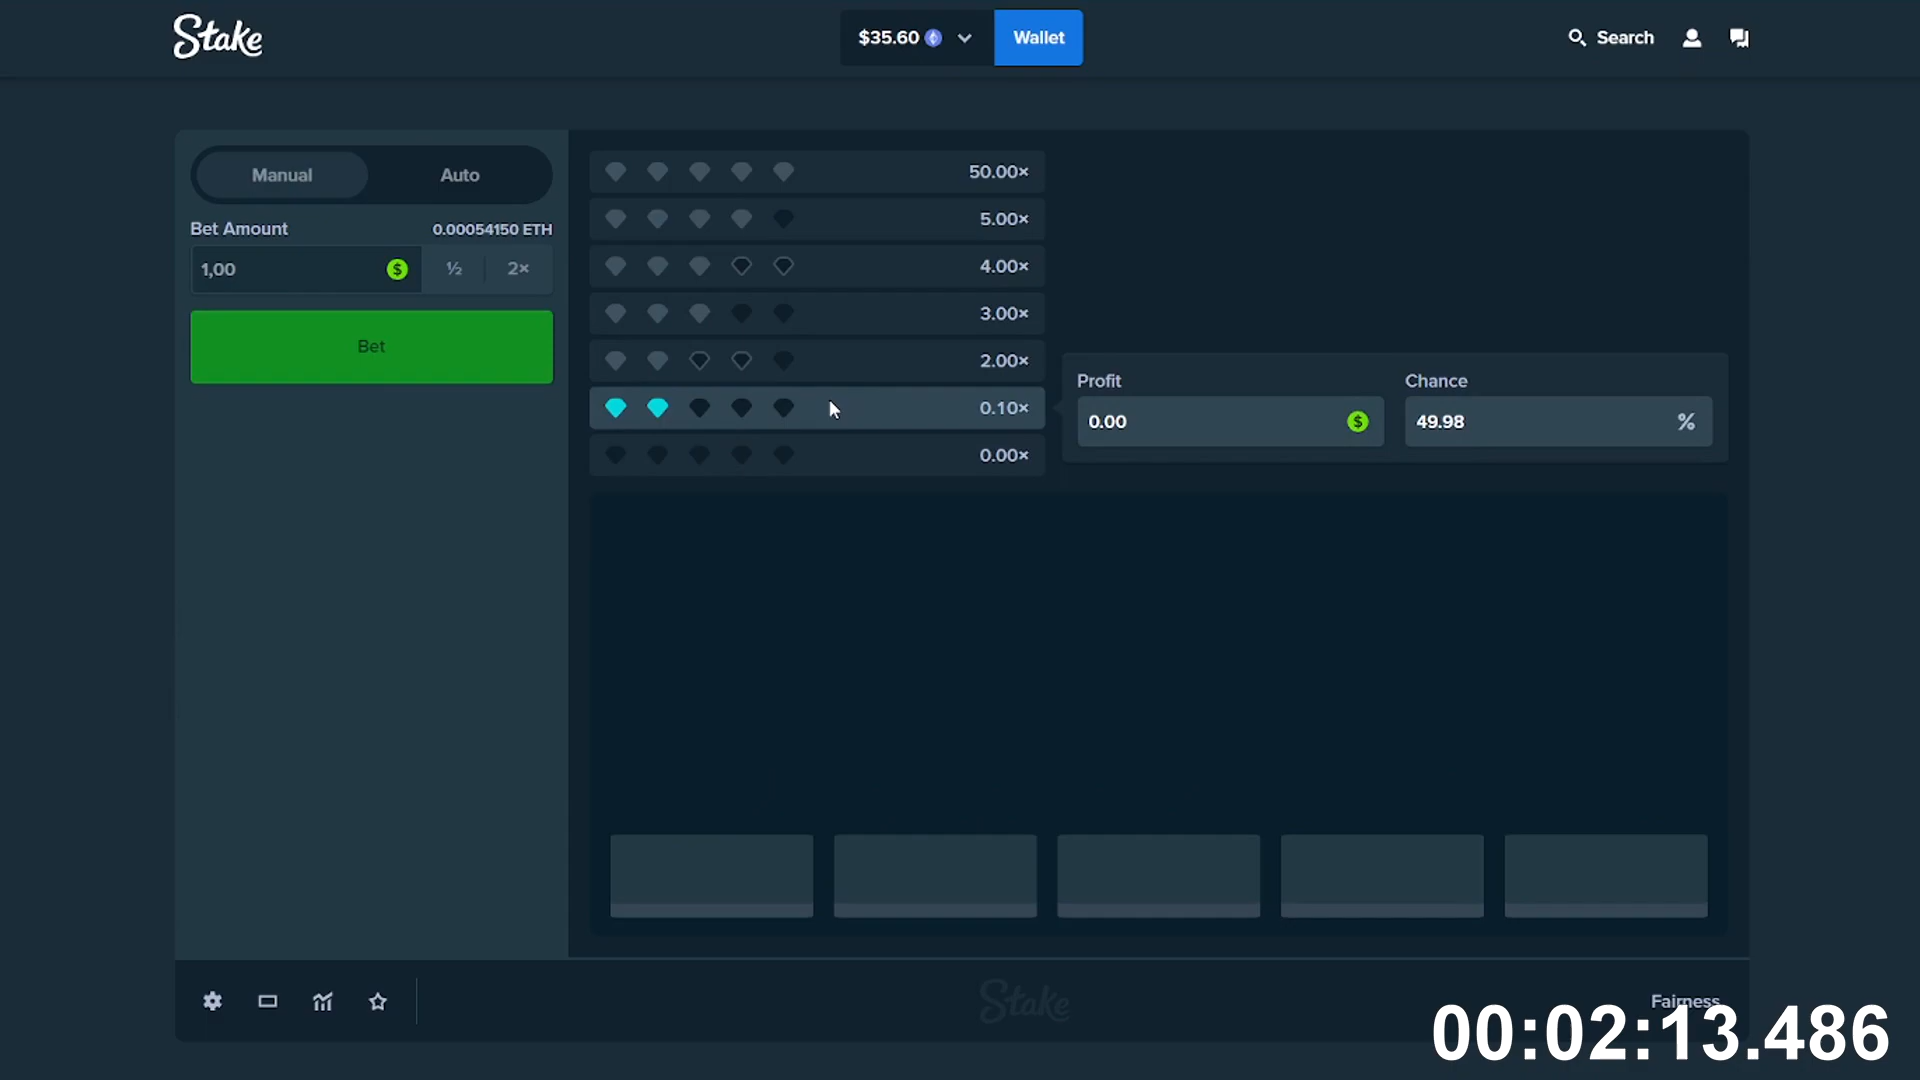 Stake
$35.60
Wallet
Search
Manual
Auto
Bet Amount
0.00054150 ETH
1,00
$
½
2×
Bet
50.00×
5.00×
4.00×
3.00×
2.00×
0.10×
0.00×
Profit
0.00
$
Chance
49.98
%
Stake
Fairness
00:02:13.486